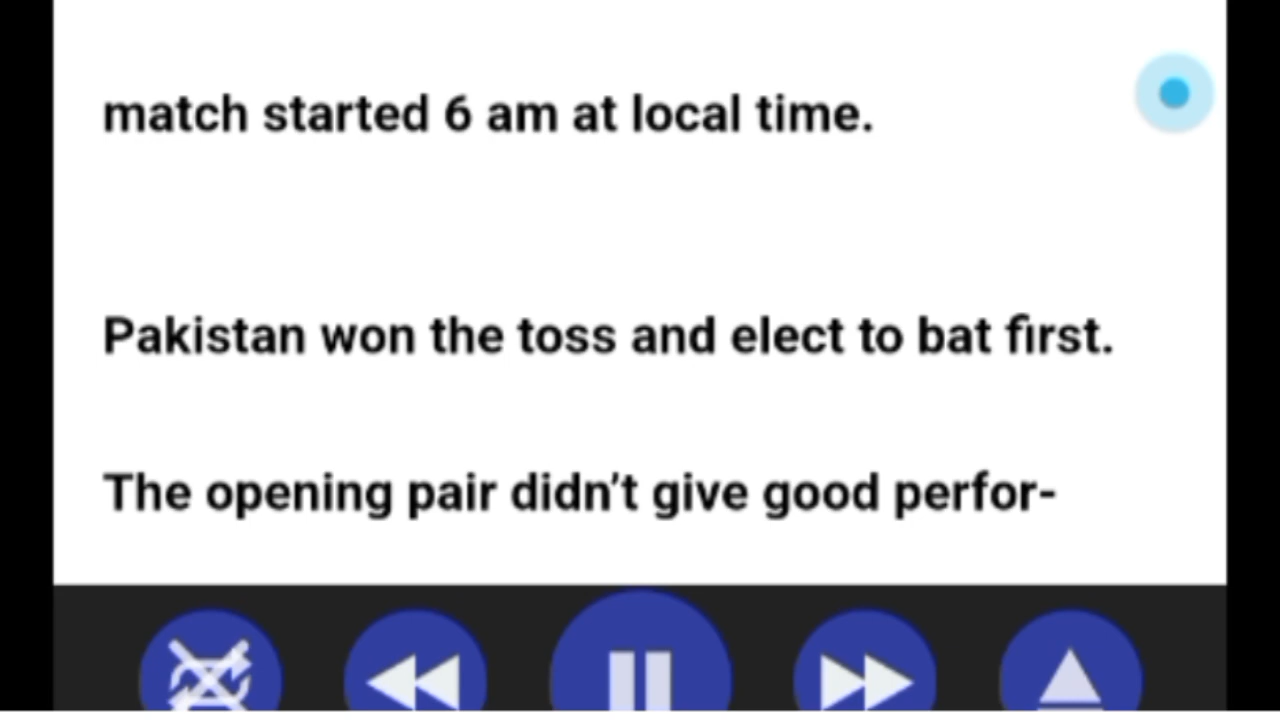 match started 6 am at local time.
Pakistan won the toss and elect to bat first.
The opening pair didn’t give good perfor-